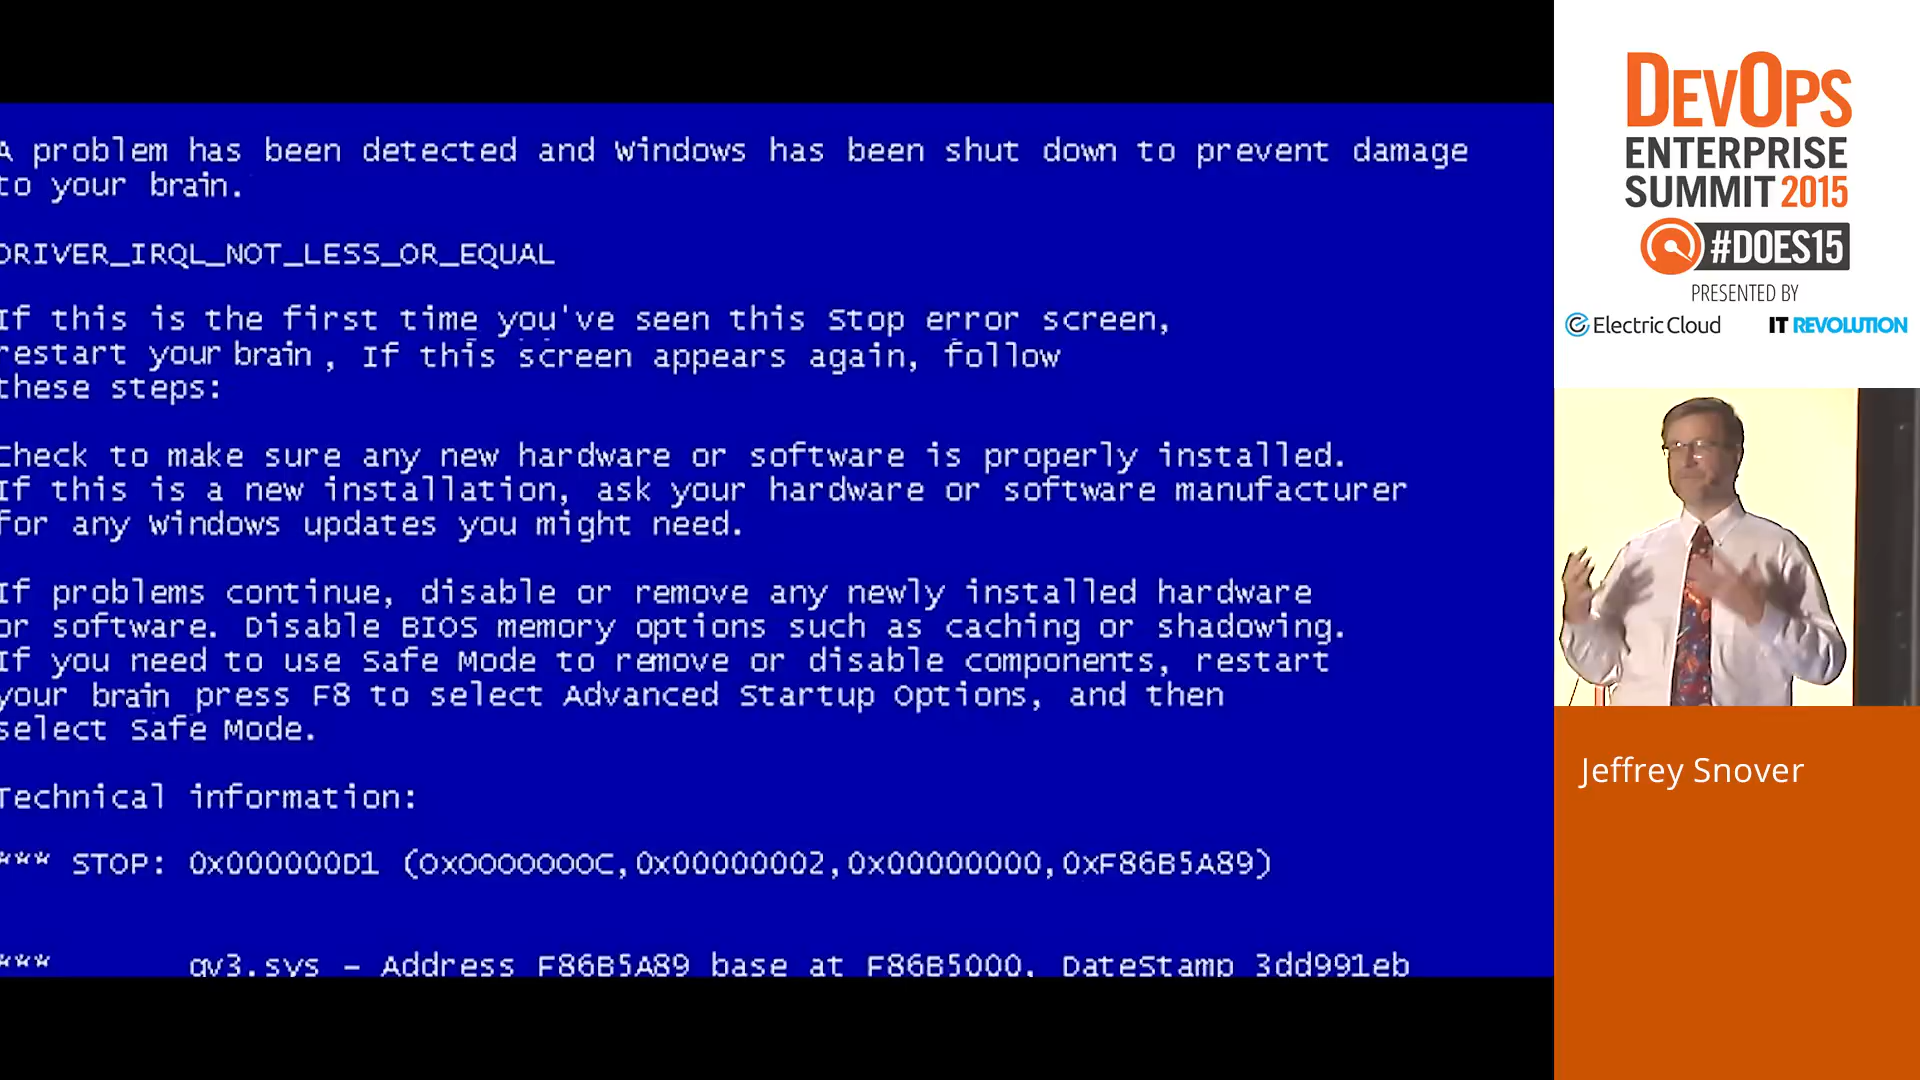 A problem has been detected and Windows has been shut down to prevent damage
to your brain.
DRIVER_IRQL_NOT_LESS_OR_EQUAL
If this is the first time you've seen this Stop error screen,
restart your brain, If this screen appears again, follow
these steps:
Check to make sure any new hardware or software is properly installed.
If this is a new installation, ask your hardware or software manufacturer
for any Windows updates you might need.
If problems continue, disable or remove any newly installed hardware
or software. Disable BIOS memory options such as caching or shadowing.
If you need to use Safe Mode to remove or disable components, restart
your brain press F8 to select Advanced Startup Options, and then
select Safe Mode.
Technical information:
*** STOP: 0x000000D1 (0x0000000C,0x00000002,0x00000000,0xF86B5A89)
*** gv3.sys – Address F86B5A89 base at F86B5000, DateStamp 3dd991eb
DEVOPS
ENTERPRISE
SUMMIT 2015
#DOES15
PRESENTED BY
Electric Cloud IT REVOLUTION
Jeffrey Snover